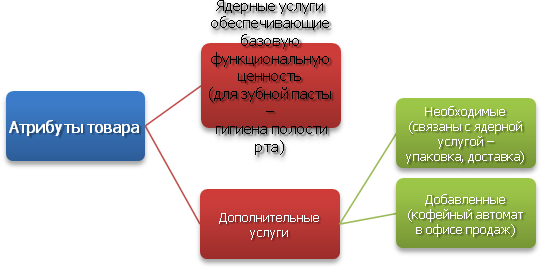 Ядерные услуги
обеспечивающие
базовую
функциональную
ценность
(для зубной пасты
–
гигиена полости
рта)
Атрибуты товара
Необходимые
(связаны с ядерной
услугой –
упаковка, доставка)
Дополнительные
услуги
Добавленные
(кофейный автомат
в офисе продаж)